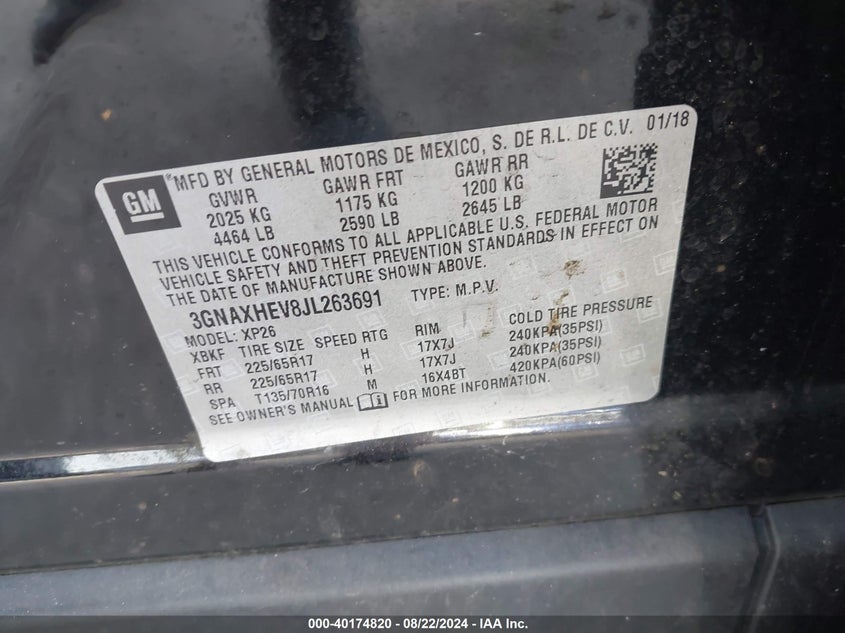 GM
*MFD BY GENERAL MOTORS DE MEXICO, S. DE R.L. DE C.V. 01/18
GVWR GAWR FRT GAWR RR
2025 KG 1175 KG 1200 KG
4464 LB 2590 LB 2645 LB
THIS VEHICLE CONFORMS TO ALL APPLICABLE U.S. FEDERAL MOTOR
VEHICLE SAFETY AND THEFT PREVENTION STANDARDS IN EFFECT ON
THE DATE OF MANUFACTURE SHOWN ABOVE.
3GNAXHEV8JL263691 TYPE: M.P.V.
MODEL: XP26
XBKF TIRE SIZE SPEED RTG RIM COLD TIRE PRESSURE
FRT 225/65R17 H 17X7J 240KPA(35PSI)
RR 225/65R17 H 17X7J 240KPA(35PSI)
SPA T135/70R16 M 16X4BT 420KPA(60PSI)
SEE OWNER'S MANUAL FOR MORE INFORMATION.
000-40174820 - 08/22/2024 - IAA Inc.